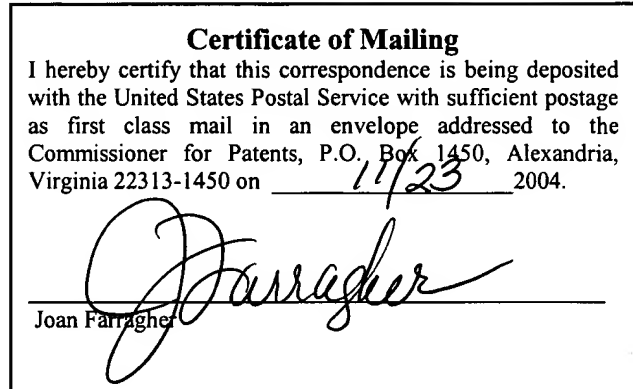 Certificate of Mailing
I hereby certify that this correspondence is being deposited
with the United States Postal Service with sufficient postage
as first class mail in an envelope addressed to the
Commissioner for Patents, P.O. Box 1450, Alexandria,
Virginia 22313-1450 on 11/23 2004.
JFarragher
Joan Farragher